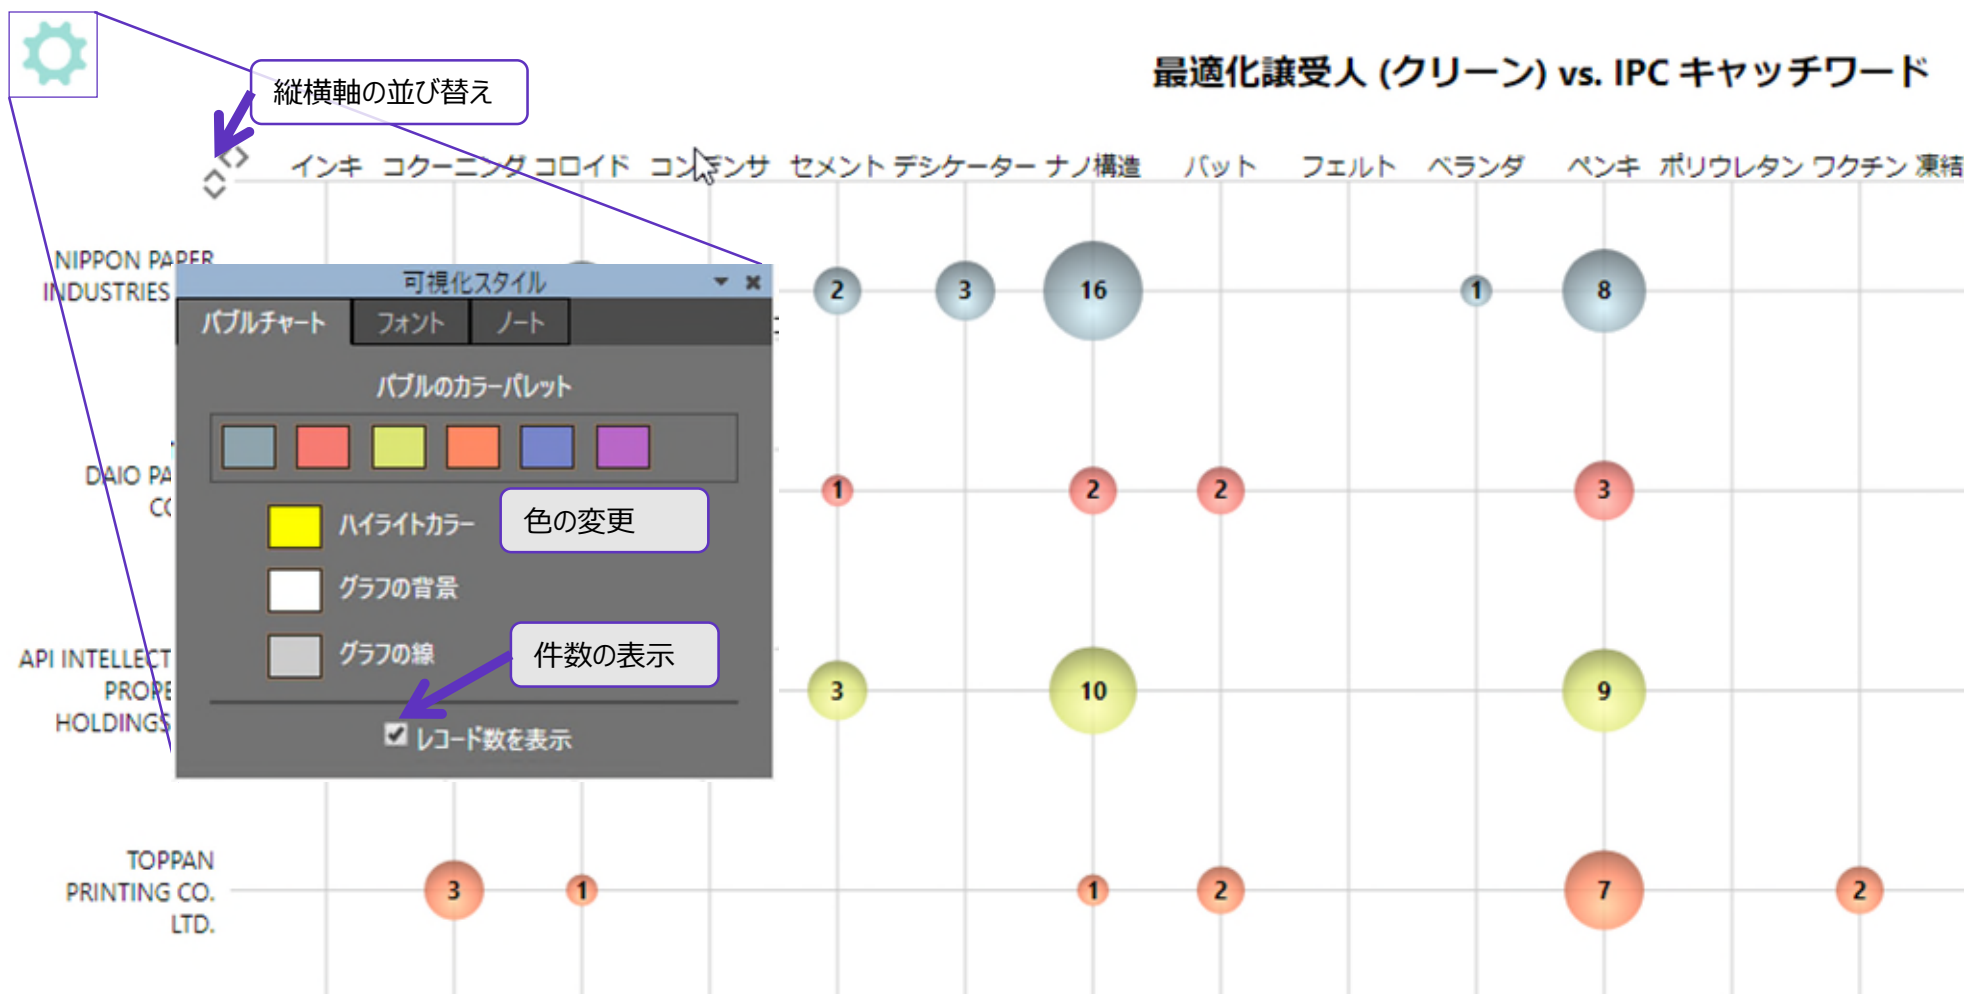 最適化譲受人 (クリーン) vs. IPC キャッチワード
縦横軸の並び替え
インキ コクーニング コロイド コンデンサ セメント デシケーター ナノ構造 バット フェルト ベランダ ペンキ ポリウレタン ワクチン 凍結
NIPPON PAPER
INDUSTRIES
2 3 16 1 8
可視化スタイル
バブルチャート フォント ノート
バブルのカラーパレット
DAIO PA
CO
1 2 2 3
ハイライトカラー
色の変更
グラフの背景
グラフの線
件数の表示
API INTELLECT
PROPE
HOLDINGS
3 10 9
レコード数を表示
TOPPAN
PRINTING CO.
LTD.
3 1 1 2 7 2